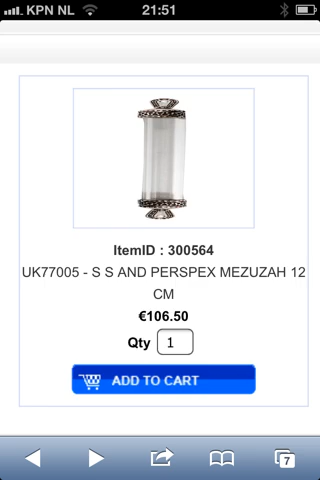 KPN NL 21:51
ItemID : 300564
UK77005 - S S AND PERSPEX MEZUZAH 12
CM
€106.50
Qty 1
ADD TO CART
7